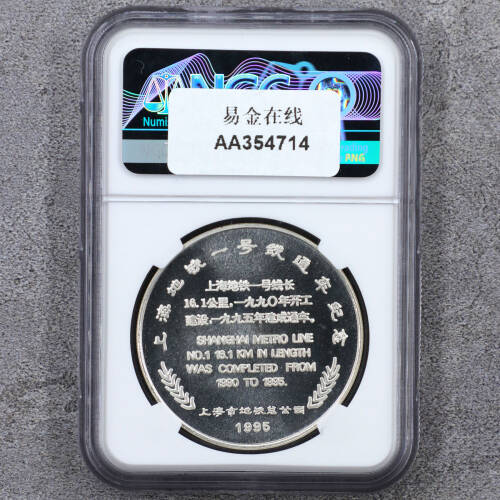 NGC
易金在线
AA354714
上海地铁一号线通车纪念
上海地铁一号线长
16.1公里,一九九〇年开工
建设,一九九五年建成通车。
SHANGHAI METRO LINE
NO.1 16.1 KM IN LENGTH
WAS COMPLETED FROM
1990 TO 1995.
上海市地铁总公司
1995